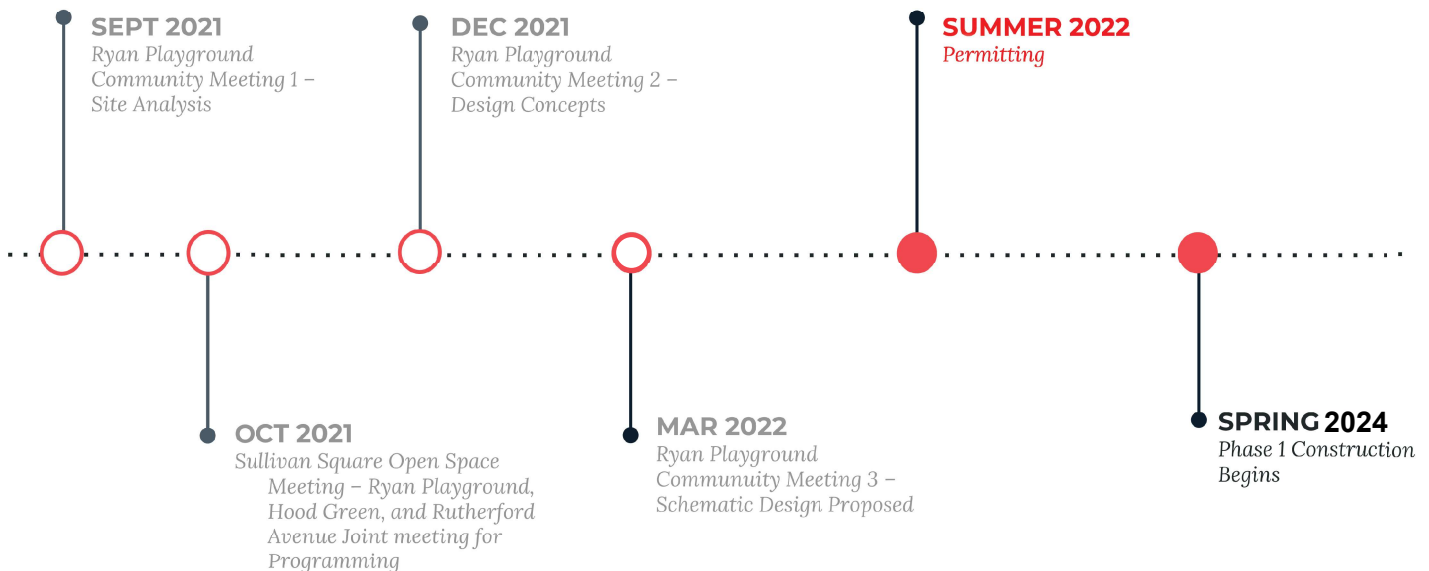 SEPT 2021
Ryan Playground
Community Meeting 1 –
Site Analysis
OCT 2021
Sullivan Square Open Space
Meeting – Ryan Playground,
Hood Green, and Rutherford
Avenue Joint meeting for
Programming
DEC 2021
Ryan Playground
Community Meeting 2 –
Design Concepts
MAR 2022
Ryan Playground
Communuity Meeting 3 –
Schematic Design Proposed
SUMMER 2022
Permitting
SPRING 2024
Phase 1 Construction
Begins